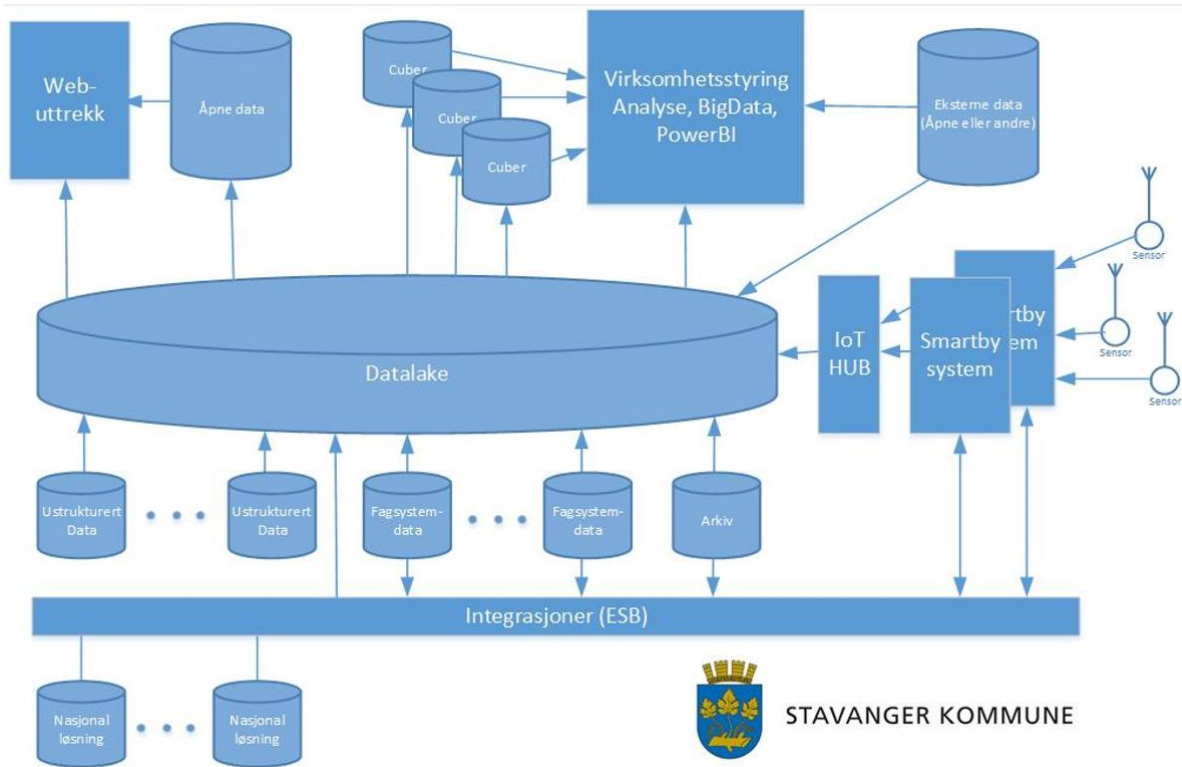 Web-
uttrekk
Åpne data
Cuber
Cuber
Cuber
Virksomhetsstyring
Analyse, BigData,
PowerBI
Eksterne data
(Åpne eller andre)
Sensor
Sensor
Sensor
Datalake
IoT
HUB
Smartby
system
rtby
em
Ustrukturert
Data
Ustrukturert
Data
Fagsystem-
data
Fagsystem-
data
Arkiv
Integrasjoner (ESB)
Nasjonal
løsning
Nasjonal
løsning
STAVANGER KOMMUNE